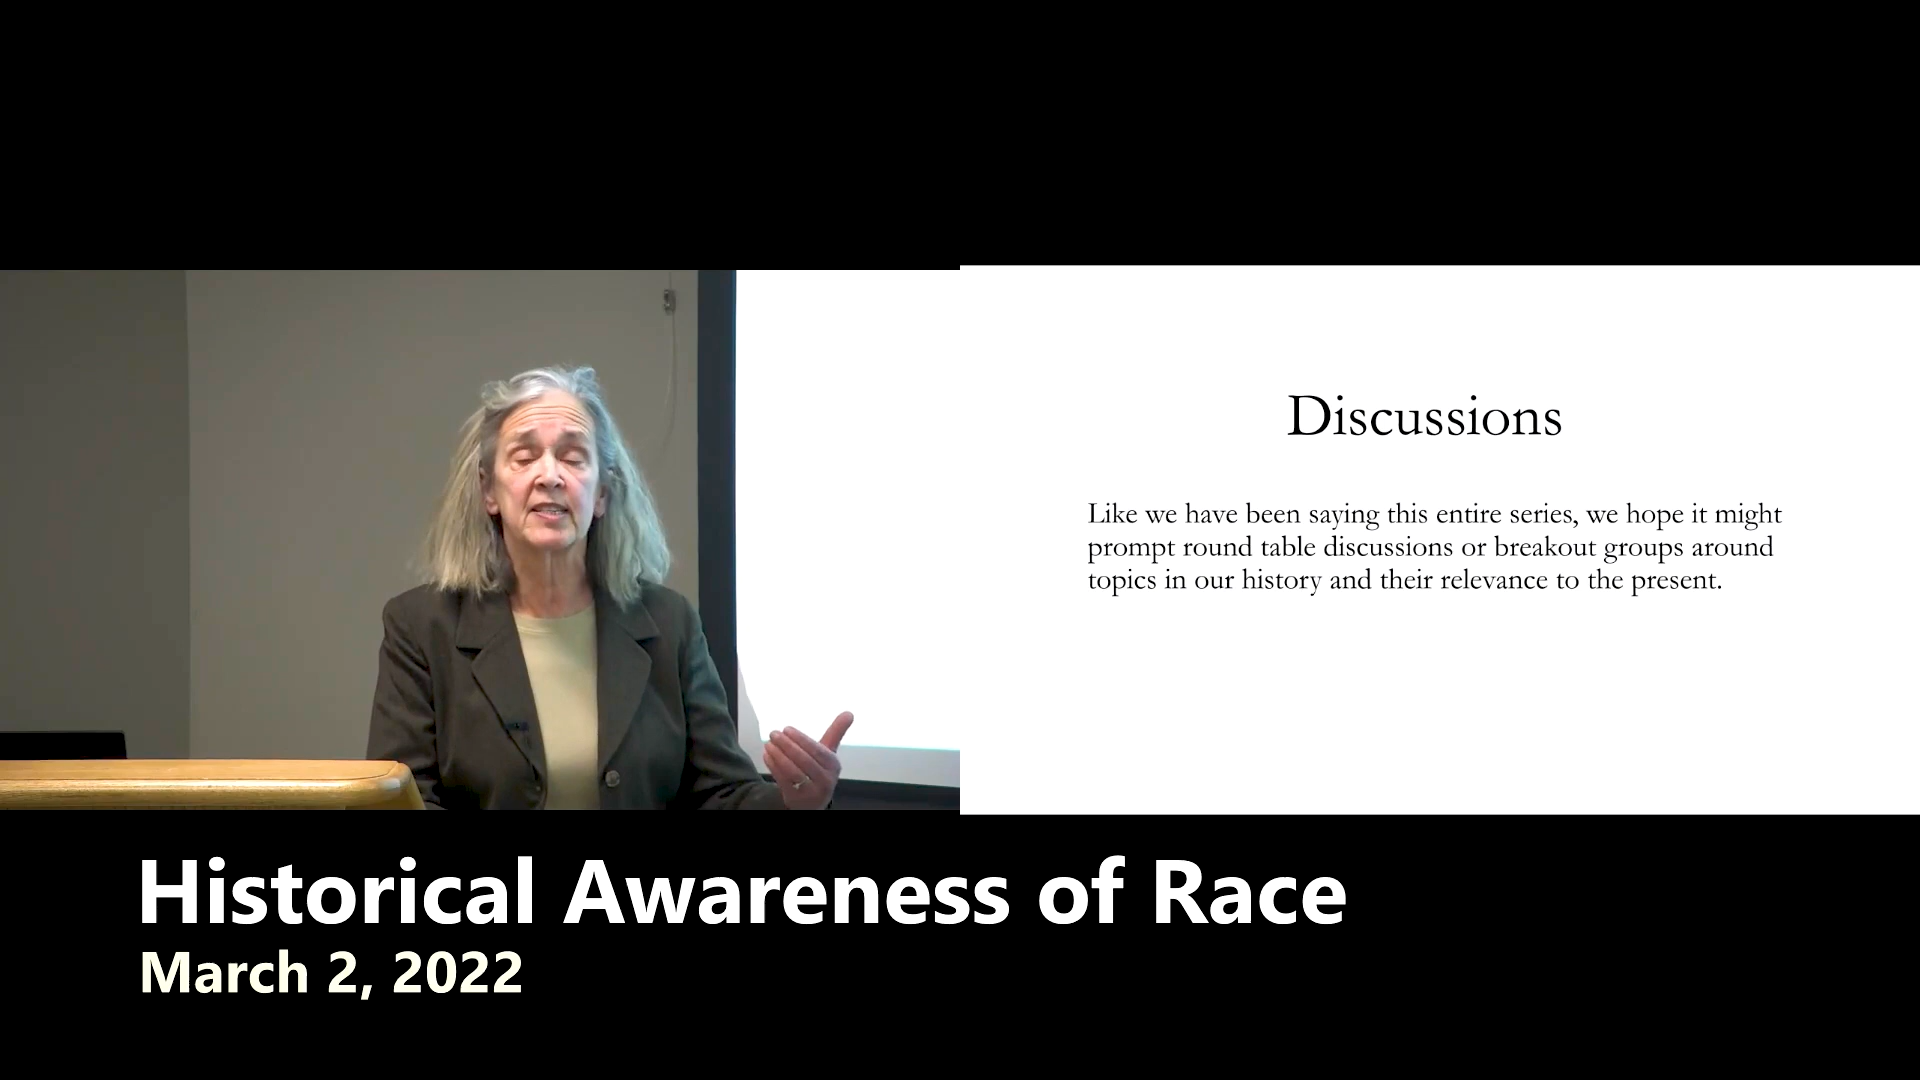 Discussions
Like we have been saying this entire series, we hope it might
prompt round table discussions or breakout groups around
topics in our history and their relevance to the present.
Historical Awareness of Race
March 2, 2022